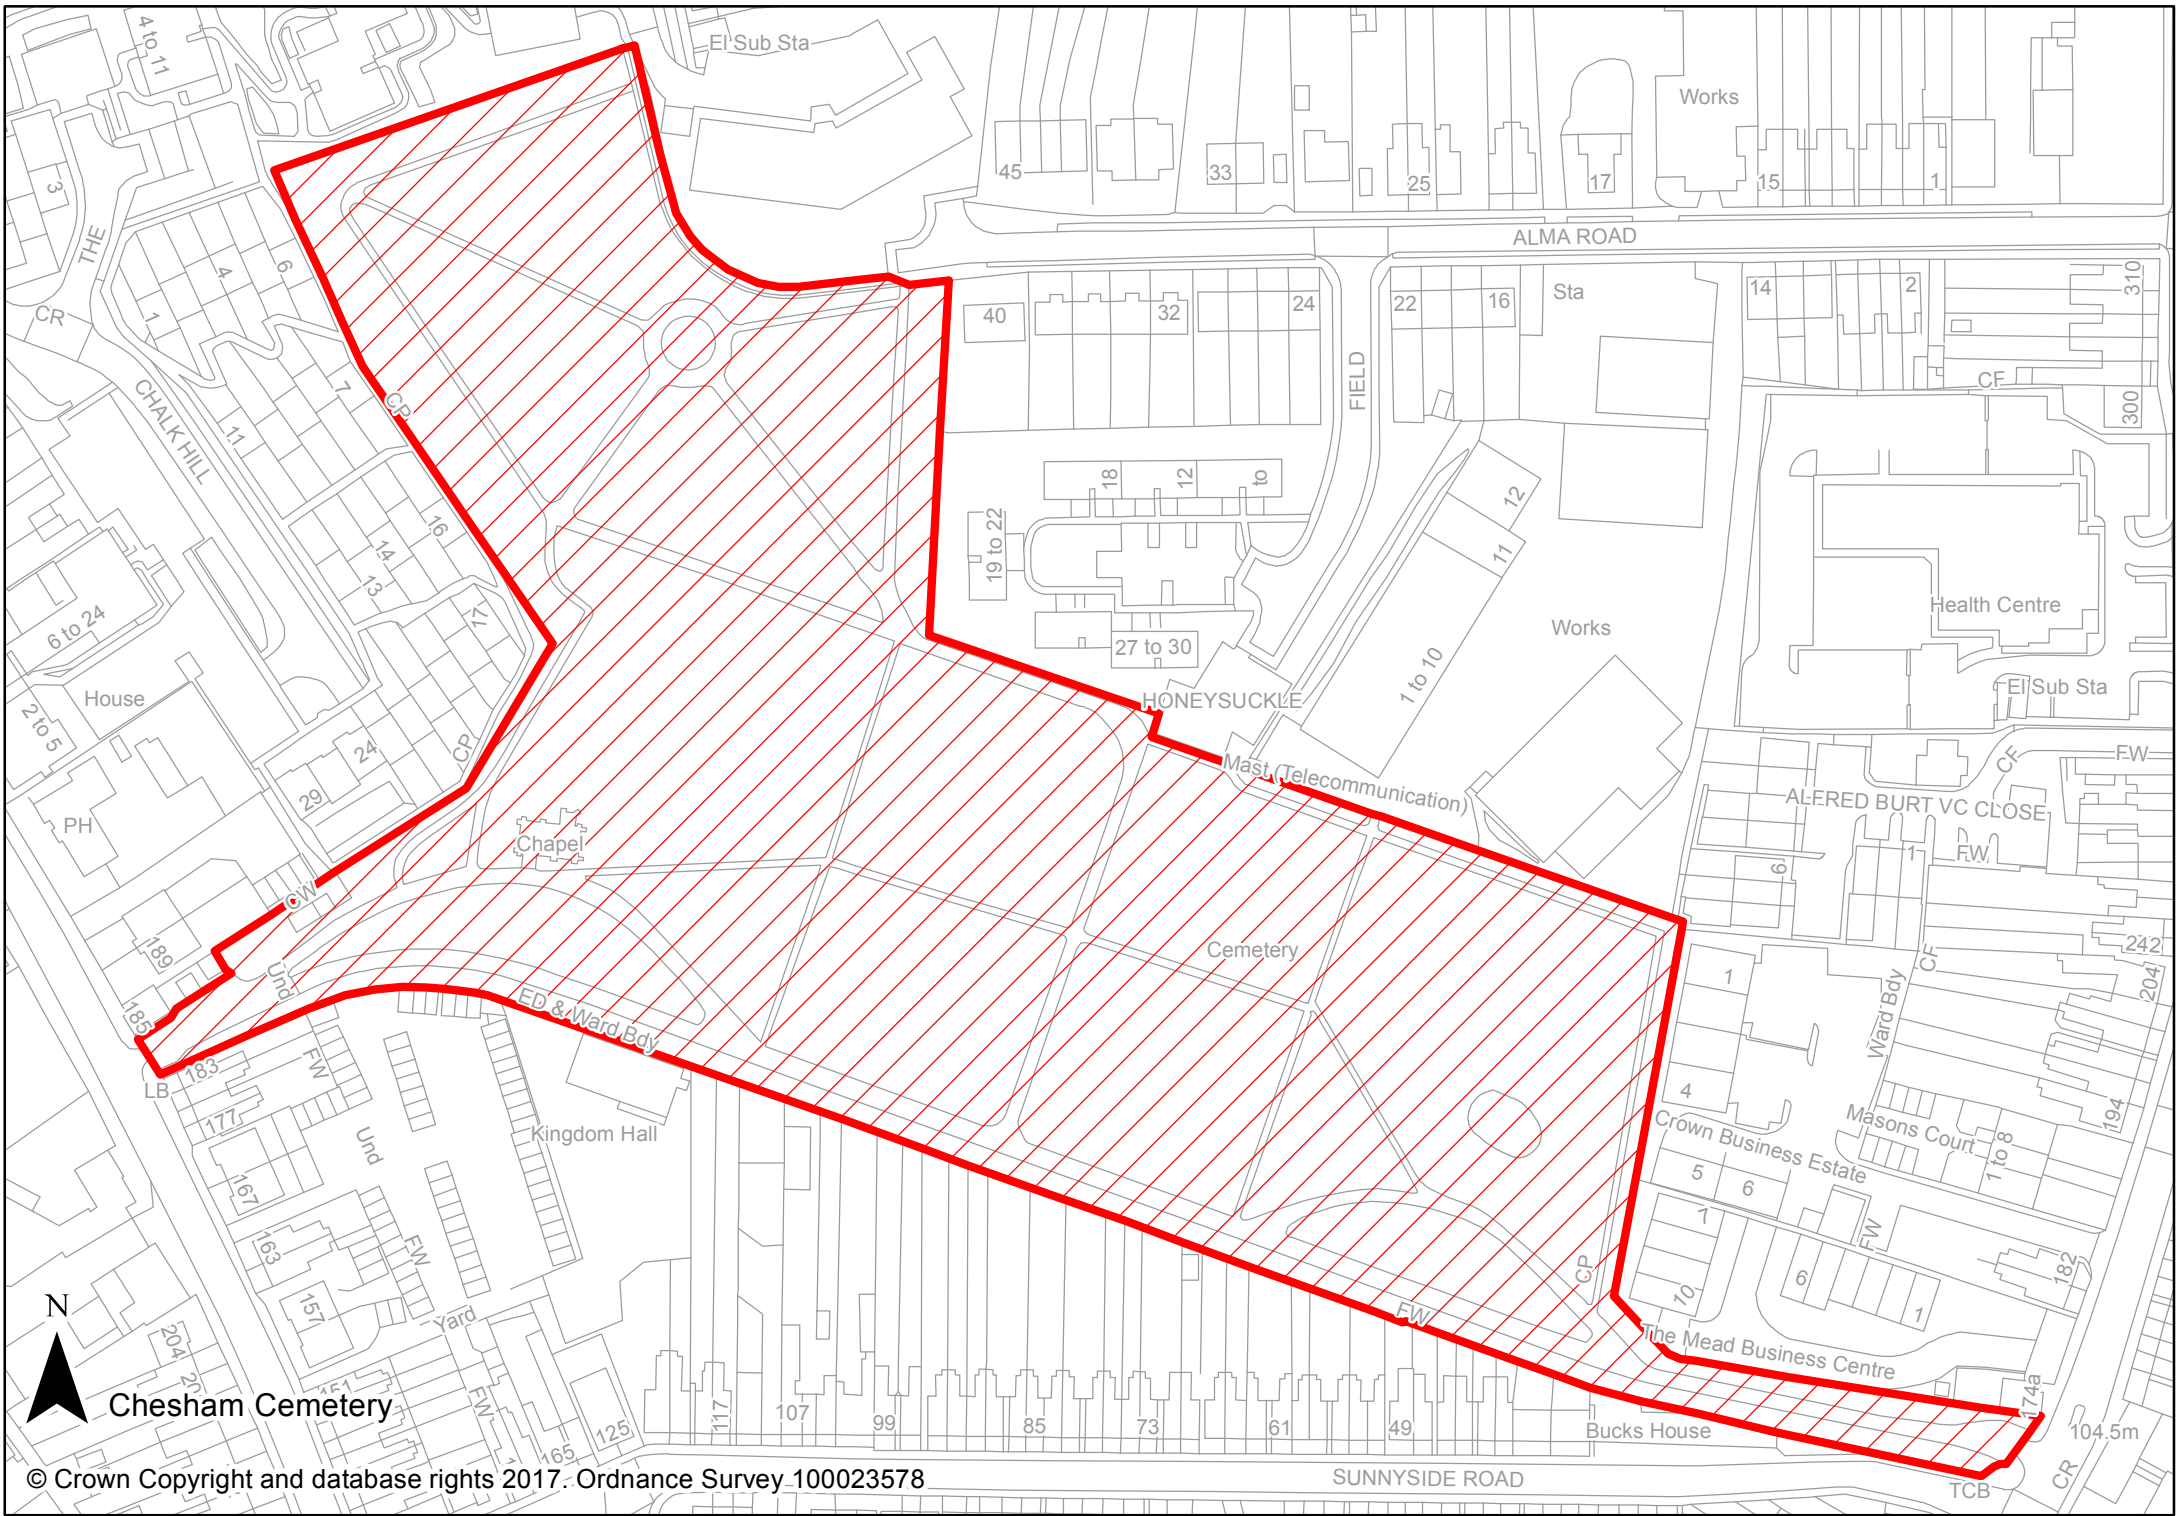 4 to 11
El Sub Sta
Works
45
33
25
17
15
1
3
THE
ALMA ROAD
4
6
1
CR
40
32
24
22
16
Sta
14
2
310
FIELD
CF
300
7
CP
CHALK HILL
11
18
12
to
12
16
14
13
19 to 22
11
17
6 to 24
Health Centre
Works
27 to 30
1 to 10
House
2 to 5
HONEYSUCKLE
El Sub Sta
CP
24
29
Mast (Telecommunication)
FW
CF
ALFRED BURT VC CLOSE
PH
Chapel
1
FW
6
CW
189
Cemetery
242
CF
204
Und
1
Ward Bdy
185
ED & Ward Bdy
183
LB
FW
177
Und
Kingdom Hall
4
Crown Business Estate
Masons Court
194
1 to 8
5
6
167
7
163
FW
FW
CP
182
6
10
1
157
Yard
FW
The Mead Business Centre
N
204
Chesham Cemetery
151
FW
165
125
117
107
99
85
73
61
49
Bucks House
174a
104.5m
© Crown Copyright and database rights 2017. Ordnance Survey 100023578
SUNNYSIDE ROAD
TCB
CR